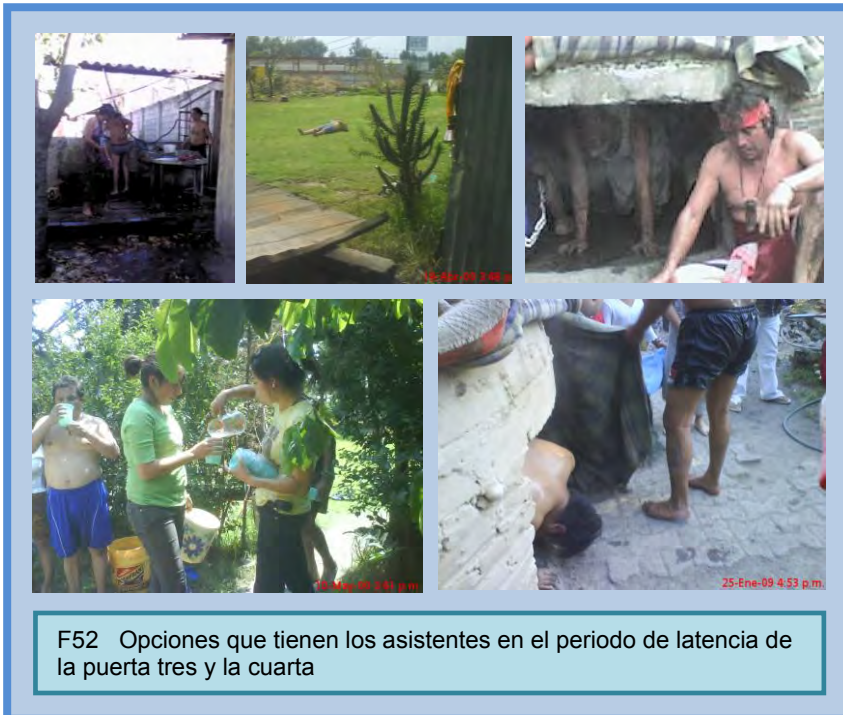 25-Ene-09 4:53 p.m.
F52 Opciones que tienen los asistentes en el periodo de latencia de
la puerta tres y la cuarta